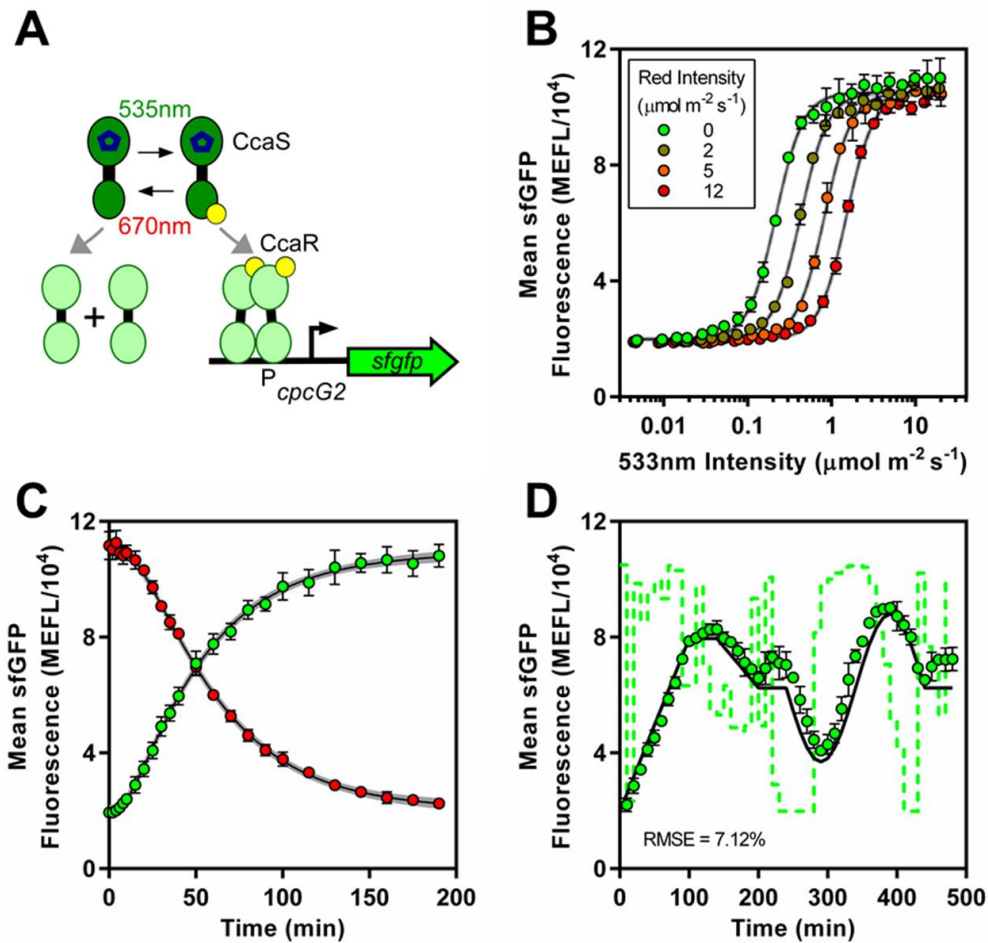 A
535nm
CcaS
670nm
CcaR
+
P cpcG2
sfgfp
B
Mean sfGFP
Fluorescence (MEFL/10⁴)
12
8
4
0
Red Intensity
(μmol m⁻² s⁻¹)
0
2
5
12
0.01 0.1 1 10
533nm Intensity (μmol m⁻² s⁻¹)
C
Mean sfGFP
Fluorescence (MEFL/10⁴)
12
8
4
0
0 50 100 150 200
Time (min)
D
Mean sfGFP
Fluorescence (MEFL/10⁴)
12
8
4
0
RMSE = 7.12%
0 100 200 300 400 500
Time (min)